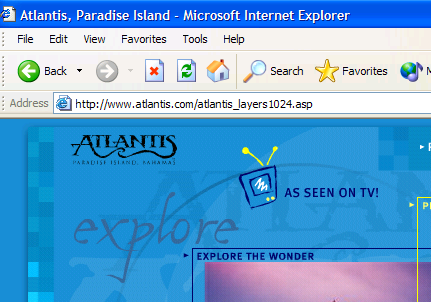 Atlantis, Paradise Island - Microsoft Internet Explorer
File Edit View Favorites Tools Help
Back Search Favorites
Address http://www.atlantis.com/atlantis_layers1024.asp
ATLANTIS
PARADISE ISLAND, BAHAMAS
AS SEEN ON TV!
explore
EXPLORE THE WONDER